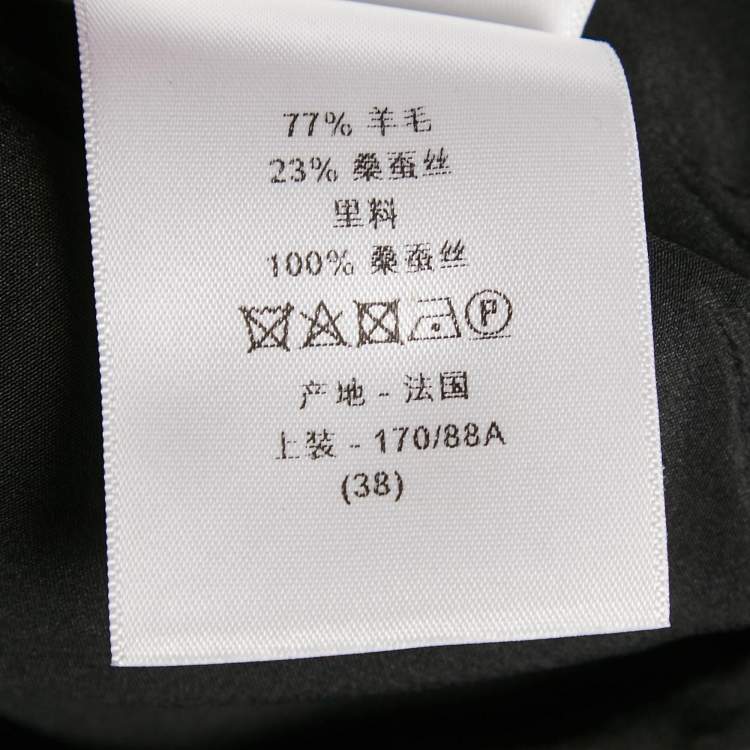 77% 羊毛
23% 桑蚕丝
里料
100% 桑蚕丝
P
产地 - 法国
上装 - 170/88A
(38)